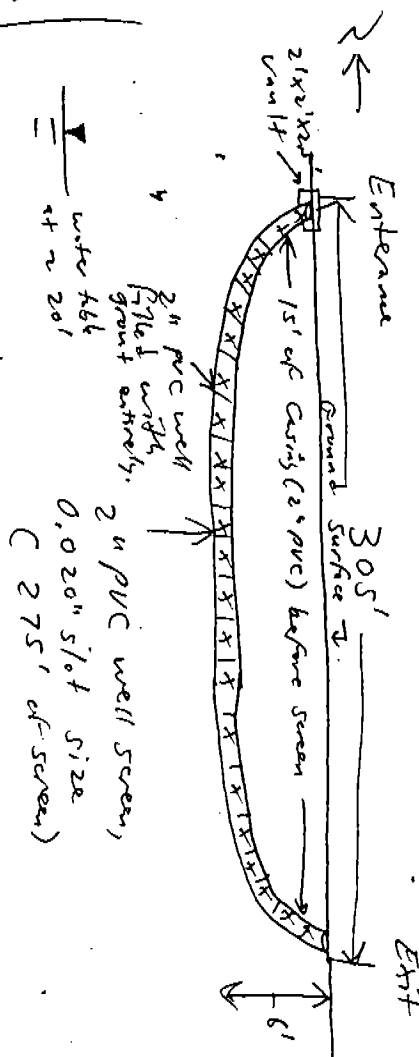 N
Enterance
Exit
305'
2'x2'x2.5'
vault
Ground Surface
15' of Casing (2" PVC) before screen
6'
2" PVC well
filled with
grout entirely.
water table
at ~ 20'
2" PVC well screen,
0.020" slot size
(275' of screen)